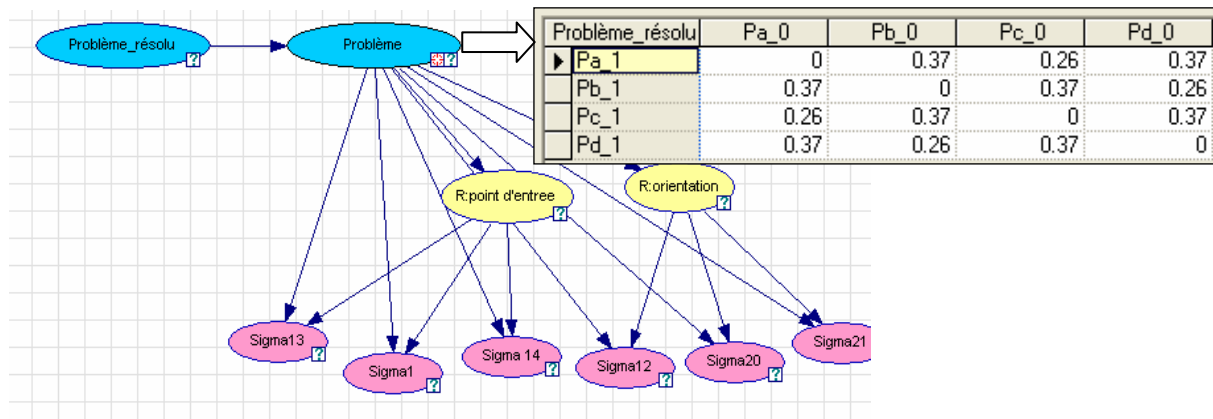 Problème_résolu
Problème
Problème_résolu Pa_0 Pb_0 Pc_0 Pd_0
Pa_1 0 0.37 0.26 0.37
Pb_1 0.37 0 0.37 0.26
Pc_1 0.26 0.37 0 0.37
Pd_1 0.37 0.26 0.37 0
R:point d'entree
R:orientation
Sigma13
Sigma1
Sigma 14
Sigma12
Sigma20
Sigma21